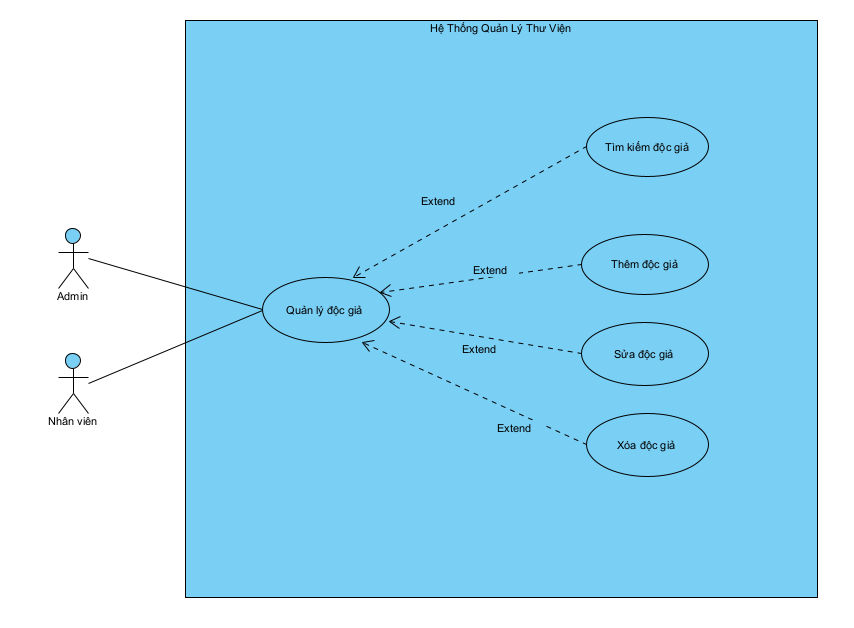 Hệ Thống Quản Lý Thư Viện
Tìm kiếm độc giả
Extend
Thêm độc giả
Extend
Admin
Quản lý độc giả
Extend
Sửa độc giả
Nhân viên
Extend
Xóa độc giả